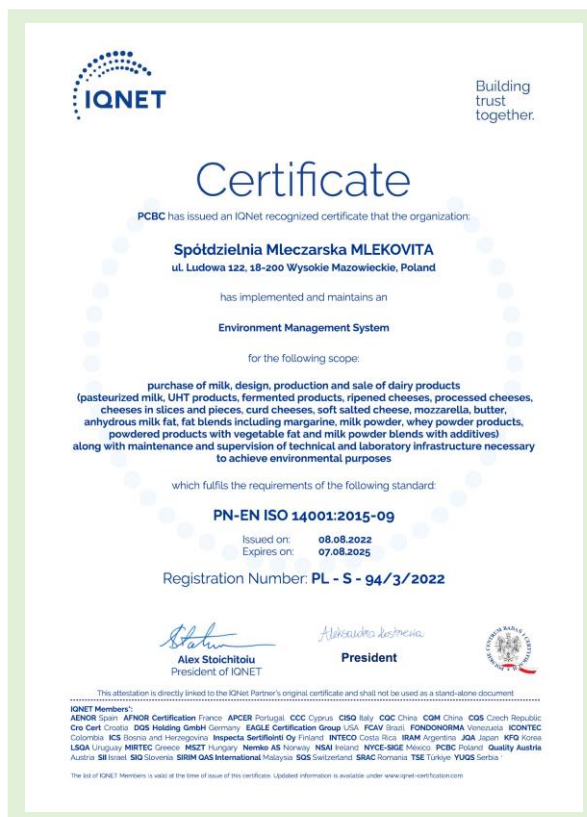 IQNET
Building
trust
together.
Certificate
PCBC has issued an IQNet recognized certificate that the organization:
Spółdzielnia Mleczarska MLEKOVITA
ul. Ludowa 122, 18-200 Wysokie Mazowieckie, Poland
has implemented and maintains an
Environment Management System
for the following scope:
purchase of milk, design, production and sale of dairy products
(pasteurized milk, UHT products, fermented products, ripened cheeses, processed cheeses,
cheeses in slices and pieces, curd cheeses, soft salted cheese, mozzarella, butter,
anhydrous milk fat, fat blends including margarine, milk powder, whey powder products,
powdered products with vegetable fat and milk powder blends with additives)
along with maintenance and supervision of technical and laboratory infrastructure necessary
to achieve environmental purposes
which fulfils the requirements of the following standard:
PN-EN ISO 14001:2015-09
Issued on: 08.08.2022
Expires on: 07.08.2025
Registration Number: PL - S - 94/3/2022
Alex Stoichitoiu
President of IQNET
President
This attestation is directly linked to the IQNet Partner's original certificate and shall not be used as a stand-alone document
IQNET Members*:
AENOR Spain AFNOR Certification France APCER Portugal CCC Cyprus CISQ Italy CQC China CQM China CQS Czech Republic
Cro Cert Croatia DQS Holding GmbH Germany EAGLE Certification Group USA FCAV Brazil FONDONORMA Venezuela ICONTEC
Colombia ICS Bosnia and Herzegovina Inspecta Sertifiointi Oy Finland INTECO Costa Rica IRAM Argentina JQA Japan KFQ Korea
LSQA Uruguay MIRTEC Greece MSZT Hungary Nemko AS Norway NSAI Ireland NYCE-SIGE México PCBC Poland Quality Austria
Austria SII Israel SIQ Slovenia SIRIM QAS International Malaysia SQS Switzerland SRAC Romania TSE Türkiye YUQS Serbia
The list of IQNET Members is valid at the time of issue of this certificate. Updated information is available under www.iqnet-certification.com